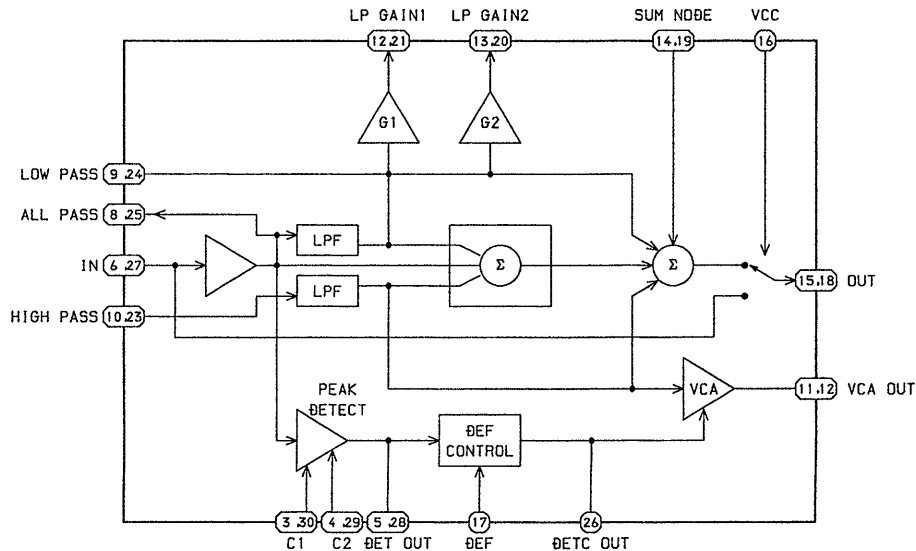 LP GAIN1 LP GAIN2 SUM NODE VCC
12.21 13.20 14.19 16
G1 G2
LOW PASS 9.24
ALL PASS 8.25
LPF
IN 6.27
Σ Σ
15.18 OUT
LPF
HIGH PASS 10.23
PEAK
DETECT
VCA
11.12 VCA OUT
DEF
CONTROL
3.30 4.29 5.28 17 26
C1 C2 DET OUT DEF DETC OUT